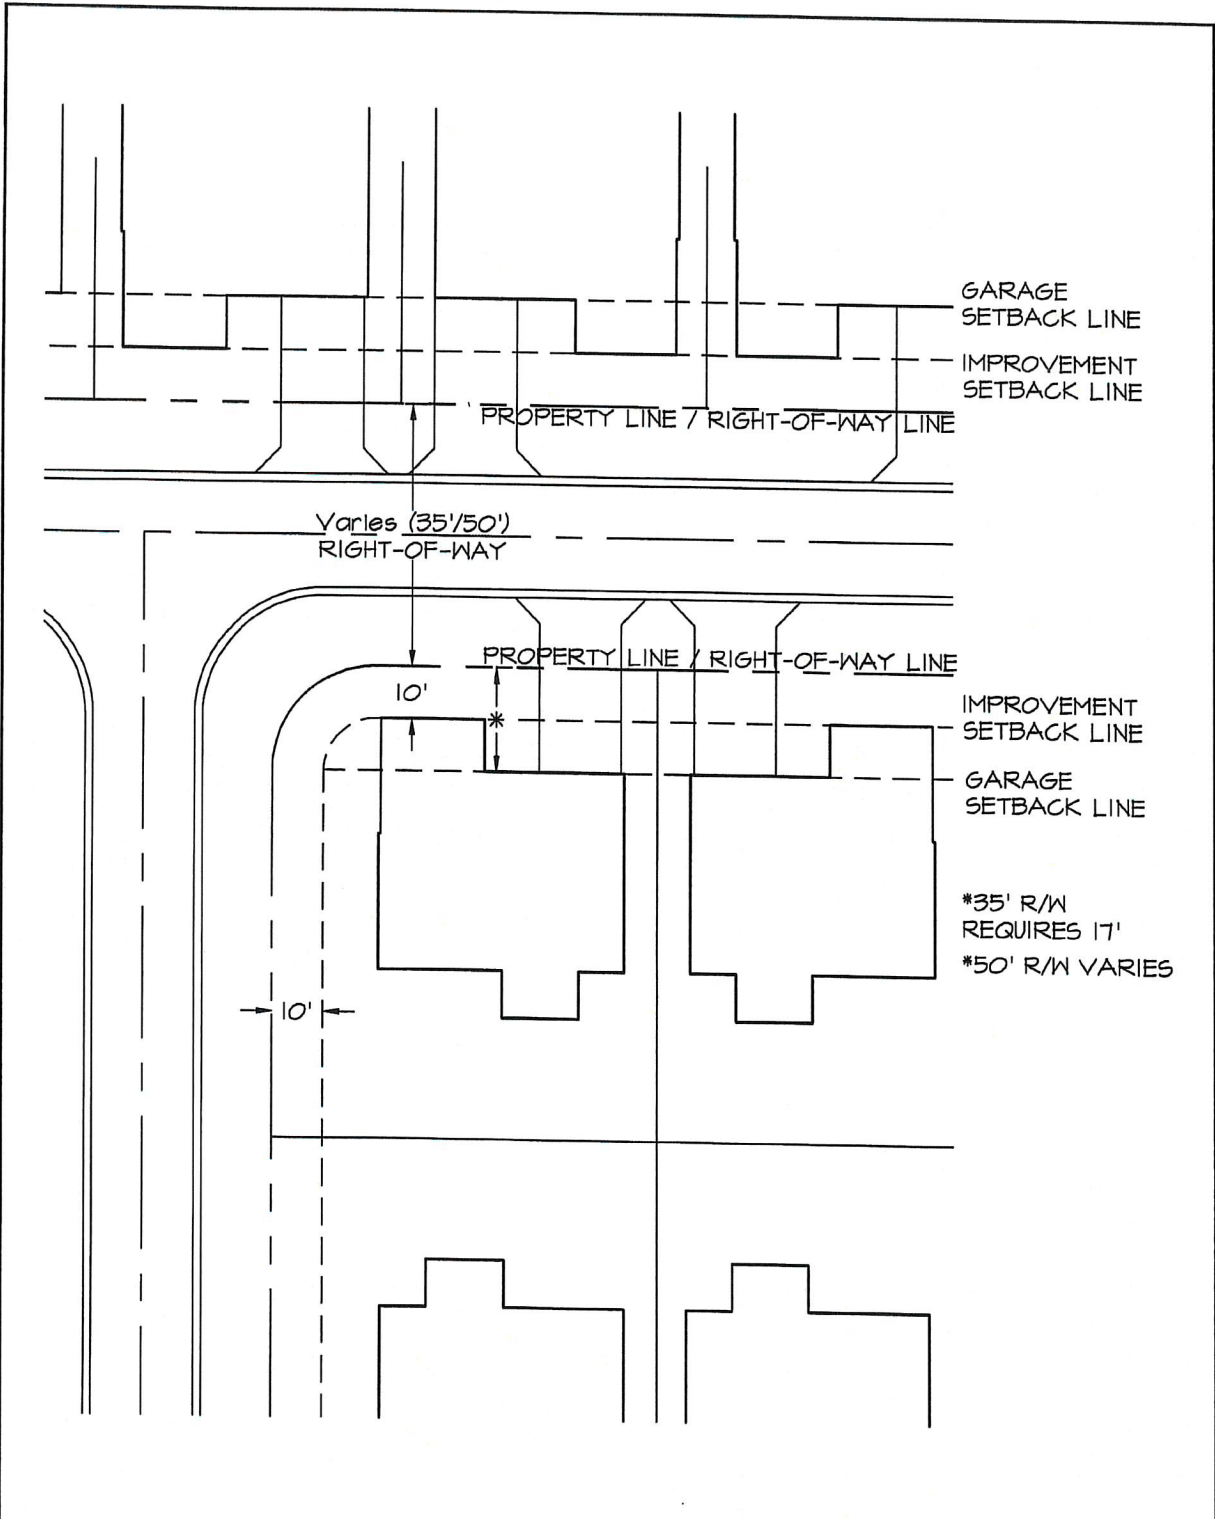 GARAGE
SETBACK LINE
IMPROVEMENT
SETBACK LINE
PROPERTY LINE / RIGHT-OF-WAY LINE
Varies (35'/50')
RIGHT-OF-WAY
PROPERTY LINE / RIGHT-OF-WAY LINE
10'
*
IMPROVEMENT
SETBACK LINE
GARAGE
SETBACK LINE
*35' R/W
REQUIRES 17'
*50' R/W VARIES
10'